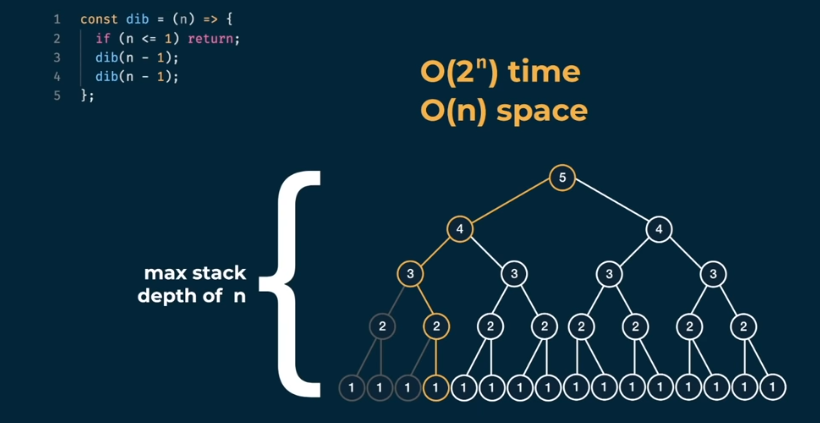 1 const dib = (n) => {
2 if (n <= 1) return;
3 dib(n - 1);
4 dib(n - 1);
5 };
O(2ⁿ) time
O(n) space
5
4 4
3 3 3 3
max stack
depth of n
2 2 2 2 2 2 2 2
1 1 1 1 1 1 1 1 1 1 1 1 1 1 1 1